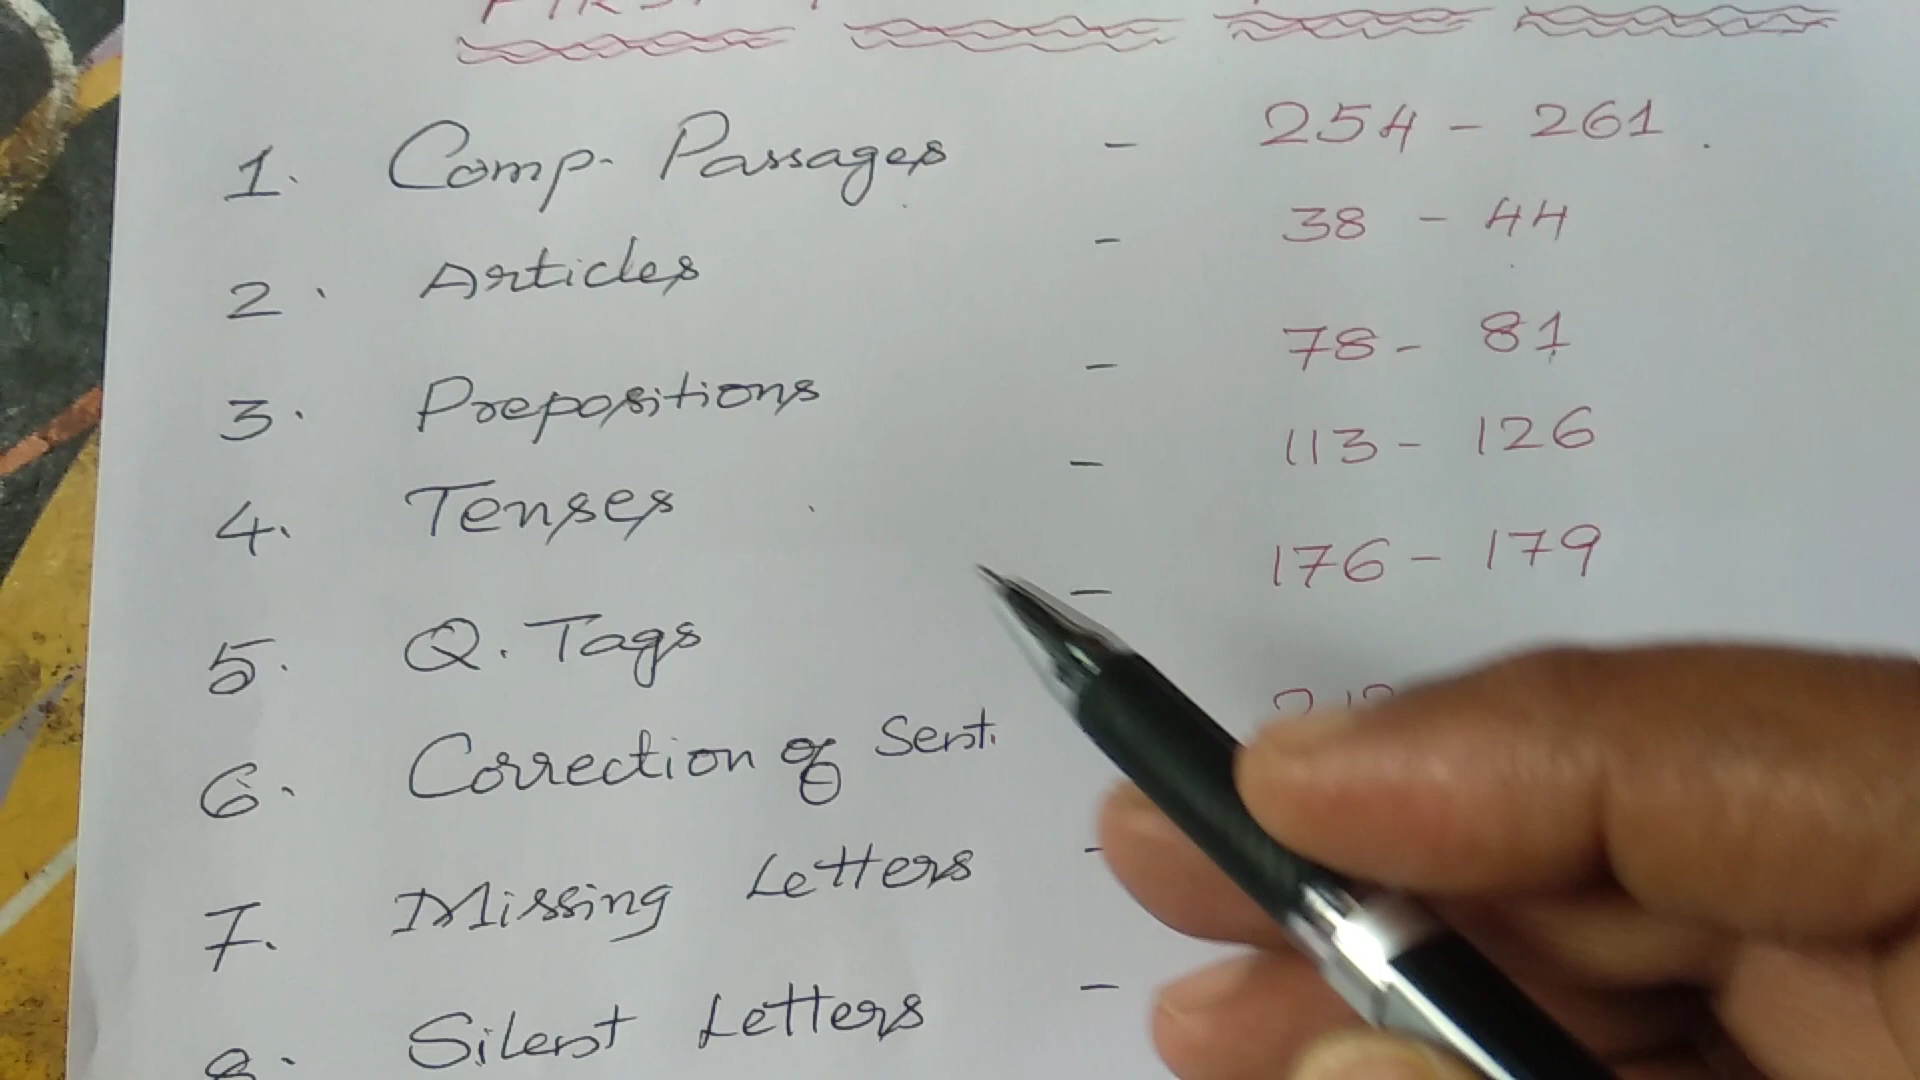 1. Comp. Passages - 254 - 261
2. Articles - 38 - 44
3. Prepositions - 78 - 81
4. Tenses - 113 - 126
5. Q. Tags - 176 - 179
6. Correction of Sent.
7. Missing Letters -
8. Silent Letters -